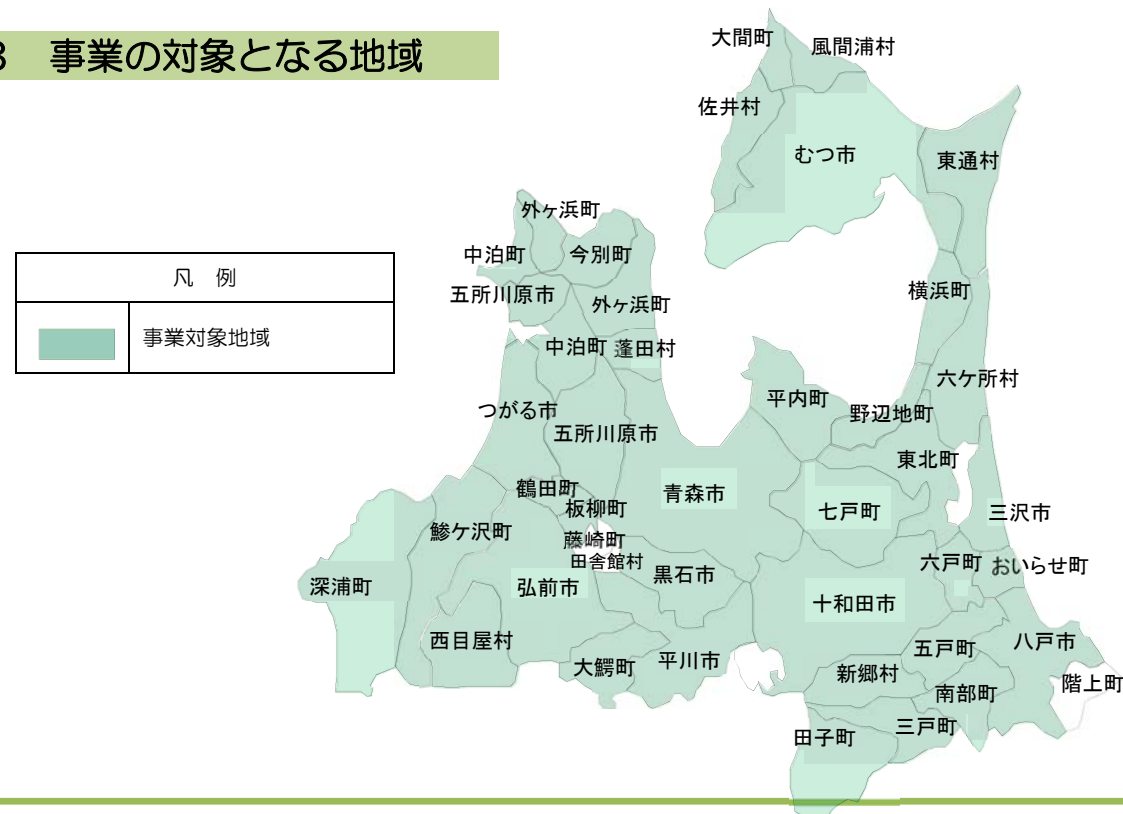 3 事業の対象となる地域
凡 例
事業対象地域
大間町
風間浦村
佐井村
むつ市
東通村
外ヶ浜町
中泊町
今別町
五所川原市
外ヶ浜町
横浜町
中泊町
蓬田村
六ケ所村
平内町
つがる市
野辺地町
五所川原市
東北町
鶴田町
青森市
板柳町
七戸町
三沢市
鰺ケ沢町
藤崎町
田舎館村
六戸町
おいらせ町
黒石市
深浦町
弘前市
十和田市
西目屋村
五戸町
八戸市
大鰐町
平川市
新郷村
階上町
南部町
三戸町
田子町